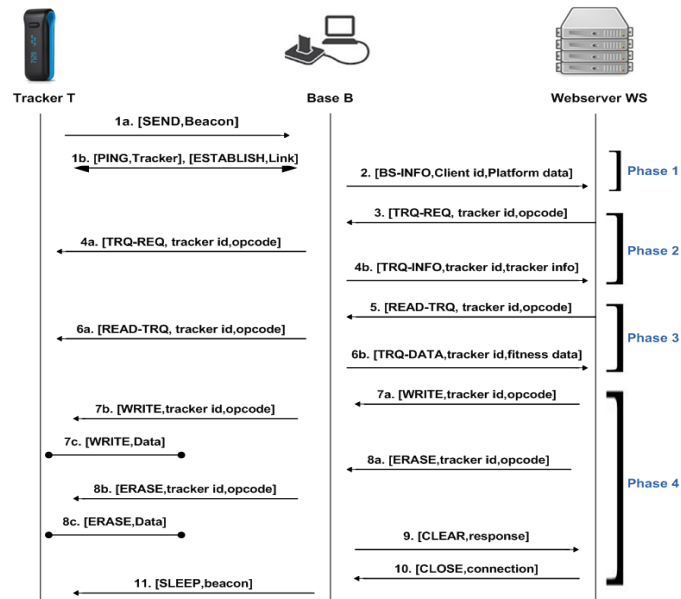 Tracker T
Base B
Webserver WS
1a. [SEND,Beacon]
1b. [PING,Tracker], [ESTABLISH,Link]
2. [BS-INFO,Client id,Platform data]
Phase 1
3. [TRQ-REQ, tracker id,opcode]
4a. [TRQ-REQ, tracker id,opcode]
Phase 2
4b. [TRQ-INFO,tracker id,tracker info]
5. [READ-TRQ, tracker id,opcode]
6a. [READ-TRQ, tracker id,opcode]
Phase 3
6b. [TRQ-DATA,tracker id,fitness data]
7a. [WRITE,tracker id,opcode]
7b. [WRITE,tracker id,opcode]
7c. [WRITE,Data]
8a. [ERASE,tracker id,opcode]
8b. [ERASE,tracker id,opcode]
Phase 4
8c. [ERASE,Data]
9. [CLEAR,response]
10. [CLOSE,connection]
11. [SLEEP,beacon]